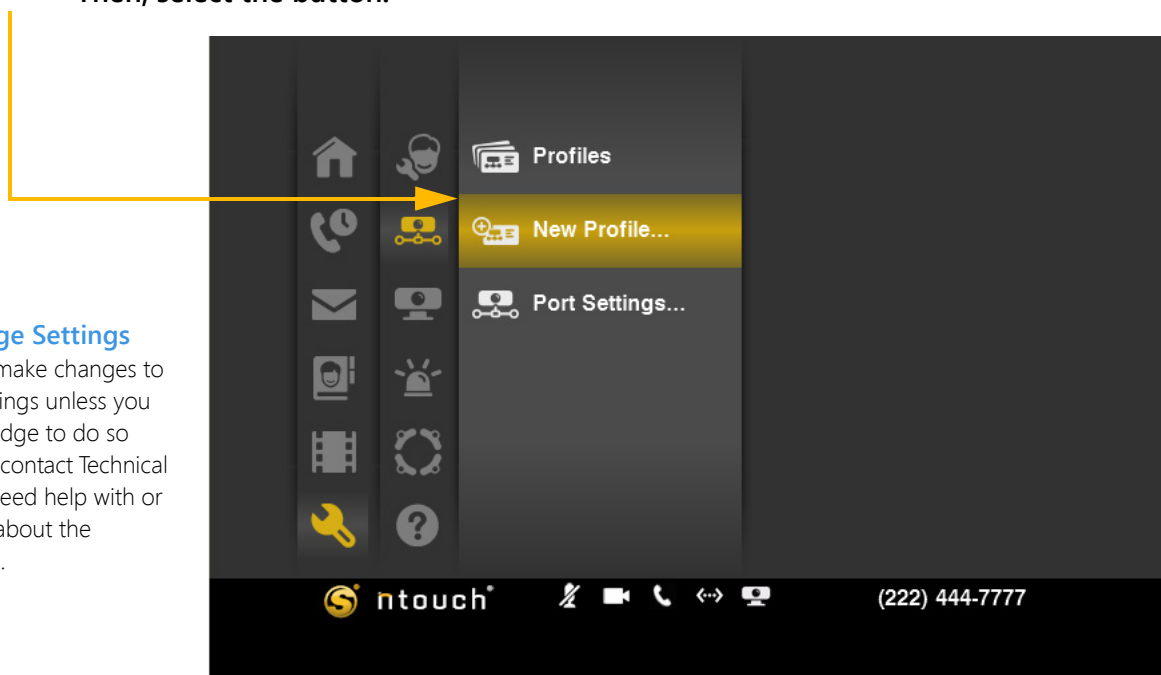 Then, select the button.
Profiles
New Profile...
Port Settings...
ge Settings
make changes to
ings unless you
dge to do so
contact Technical
eed help with or
about the
.
ntouch
(222) 444-7777